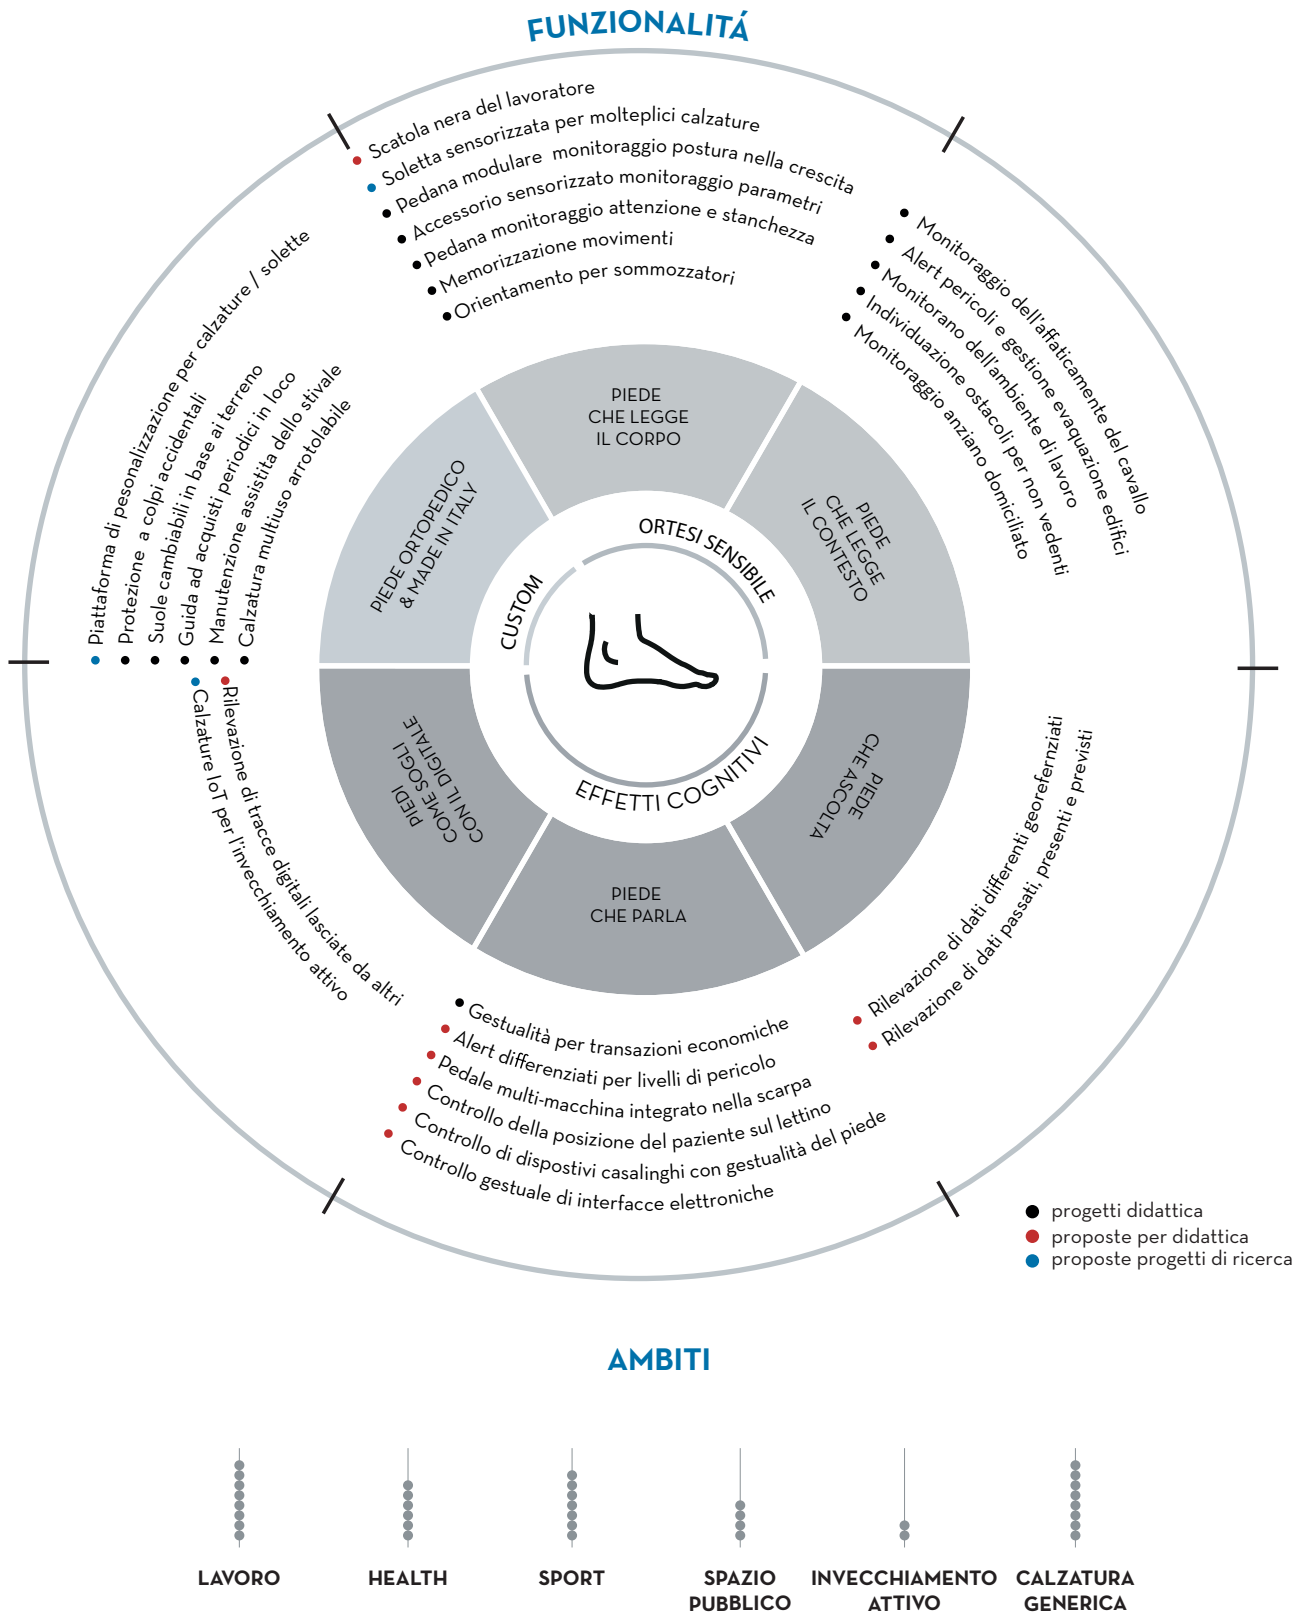 FUNZIONALITÁ
Scatola nera del lavoratore
Soletta sensorizzata per molteplici calzature
Pedana modulare monitoraggio postura nella crescita
Accessorio sensorizzato monitoraggio parametri
Pedana monitoraggio attenzione e stanchezza
Memorizzazione movimenti
Orientamento per sommozzatori
Monitoraggio dell'affaticamente del cavallo
Alert pericoli e gestione evaquazione edifici
Monitorano dell'ambiente di lavoro
Individuazione ostacoli per non vedenti
Monitoraggio anziano domiciliato
Piattaforma di pesonalizzazione per calzature / solette
Protezione a colpi accidentali
Suole cambiabili in base ai terreno
Guida ad acquisti periodici in loco
Manutenzione assistita dello stivale
Calzatura multiuso arrotolabile
PIEDE
CHE LEGGE
IL CORPO
PIEDE
CHE LEGGE
IL CONTESTO
PIEDE ORTOPEDICO
& MADE IN ITALY
ORTESI SENSIBILE
CUSTOM
EFFETTI COGNITIVI
PIEDI
COME SOGLI
CON IL DIGITALE
PIEDE
CHE PARLA
PIEDE
CHE ASCOLTA
Rilevazione di tracce digitali lasciate da altri
Calzature IoT per l'invecchiamento attivo
Rilevazione di dati differenti georefernziati
Rilevazione di dati passati, presenti e previsti
Gestualità per transazioni economiche
Alert differenziati per livelli di pericolo
Pedale multi-macchina integrato nella scarpa
Controllo della posizione del paziente sul lettino
Controllo di dispostivi casalinghi con gestualità del piede
Controllo gestuale di interfacce elettroniche
progetti didattica
proposte per didattica
proposte progetti di ricerca
AMBITI
LAVORO
HEALTH
SPORT
SPAZIO
PUBBLICO
INVECCHIAMENTO
ATTIVO
CALZATURA
GENERICA